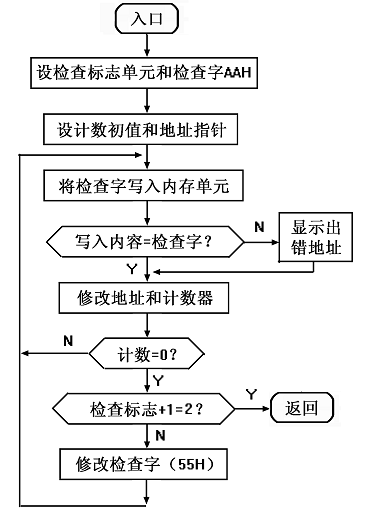 入口
设检查标志单元和检查字AAH
设计数初值和地址指针
将检查字写入内存单元
写入内容=检查字?
N
显示出
错地址
Y
修改地址和计数器
N
计数=0?
Y
检查标志+1=2?
Y
返回
N
修改检查字（55H）